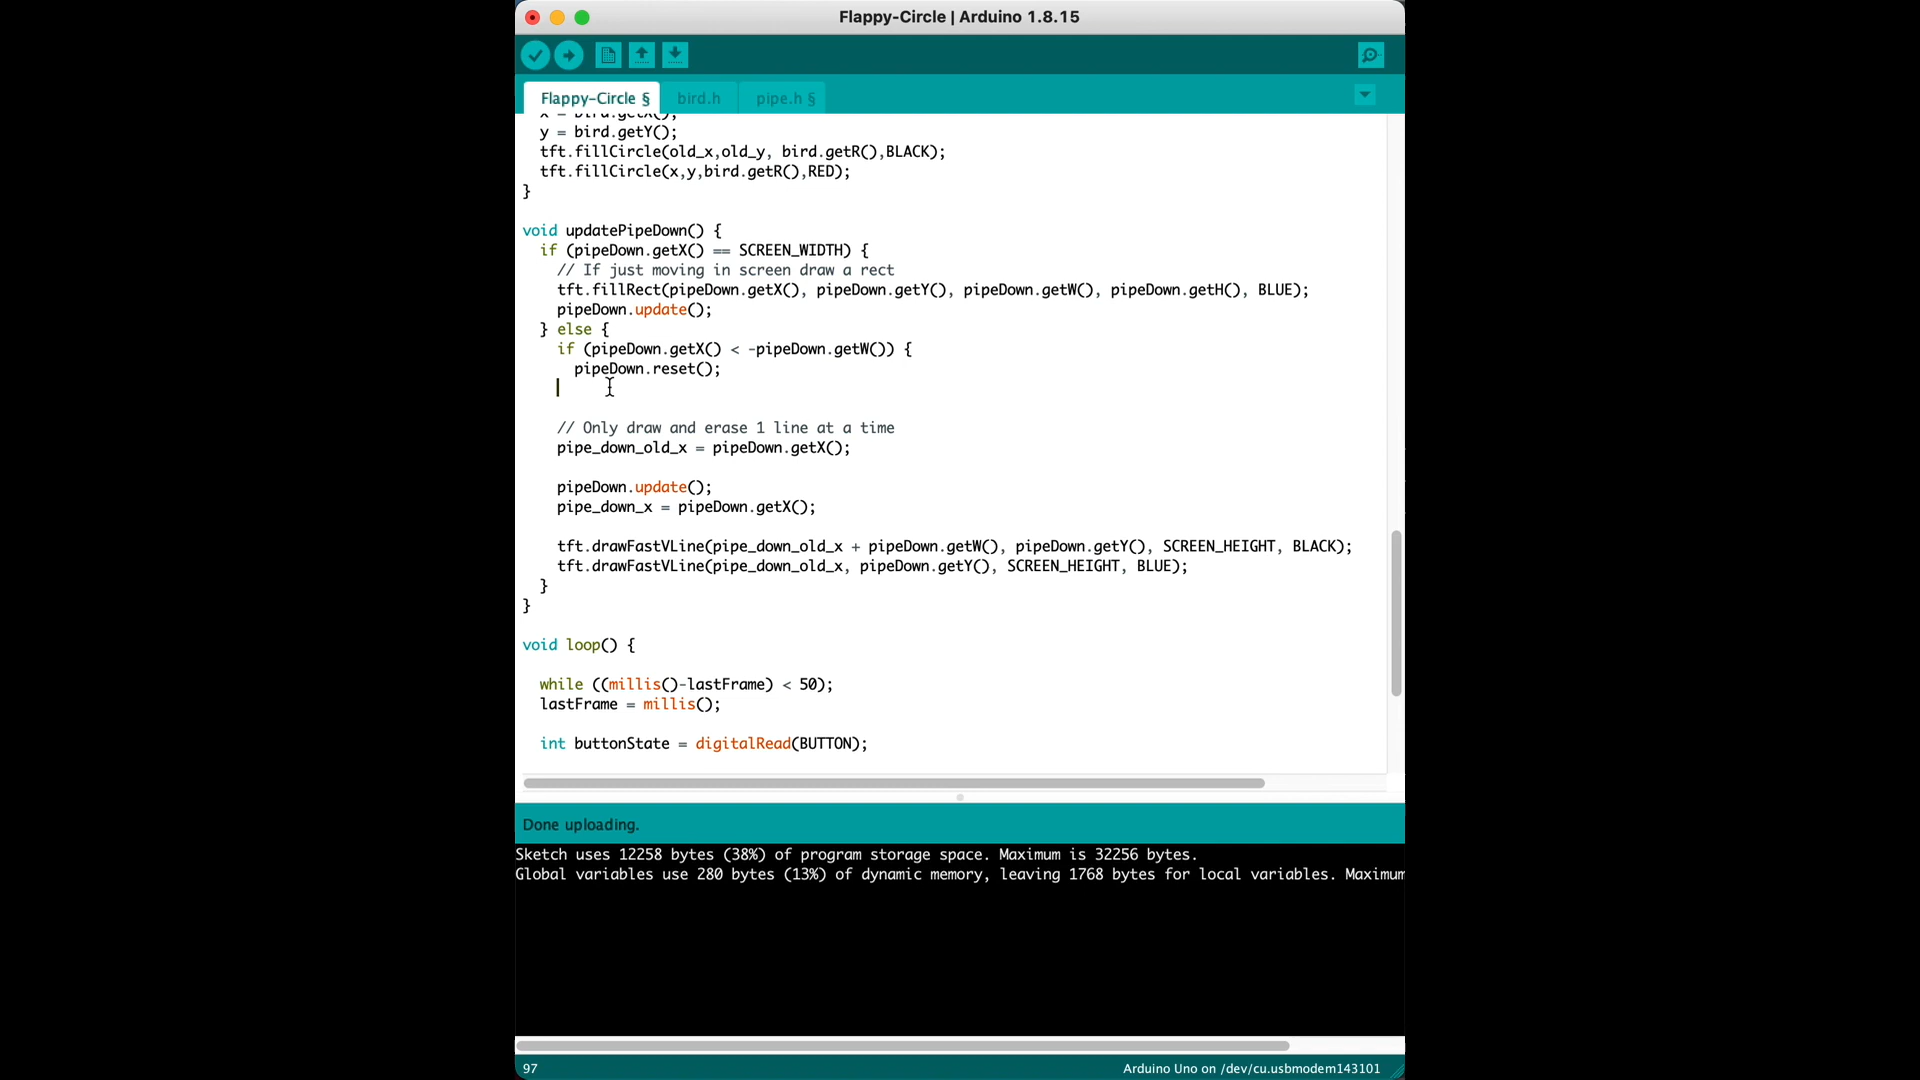 Flappy-Circle | Arduino 1.8.15
Flappy-Circle § bird.h pipe.h §
x = bird.getX();
y = bird.getY();
tft.fillCircle(old_x,old_y, bird.getR(),BLACK);
tft.fillCircle(x,y,bird.getR(),RED);
}
void updatePipeDown() {
if (pipeDown.getX() == SCREEN_WIDTH) {
// If just moving in screen draw a rect
tft.fillRect(pipeDown.getX(), pipeDown.getY(), pipeDown.getW(), pipeDown.getH(), BLUE);
pipeDown.update();
} else {
if (pipeDown.getX() < -pipeDown.getW()) {
pipeDown.reset();
// Only draw and erase 1 line at a time
pipe_down_old_x = pipeDown.getX();
pipeDown.update();
pipe_down_x = pipeDown.getX();
tft.drawFastVLine(pipe_down_old_x + pipeDown.getW(), pipeDown.getY(), SCREEN_HEIGHT, BLACK);
tft.drawFastVLine(pipe_down_old_x, pipeDown.getY(), SCREEN_HEIGHT, BLUE);
}
}
void loop() {
while ((millis()-lastFrame) < 50);
lastFrame = millis();
int buttonState = digitalRead(BUTTON);
Done uploading.
Sketch uses 12258 bytes (38%) of program storage space. Maximum is 32256 bytes.
Global variables use 280 bytes (13%) of dynamic memory, leaving 1768 bytes for local variables. Maximum
97 Arduino Uno on /dev/cu.usbmodem143101